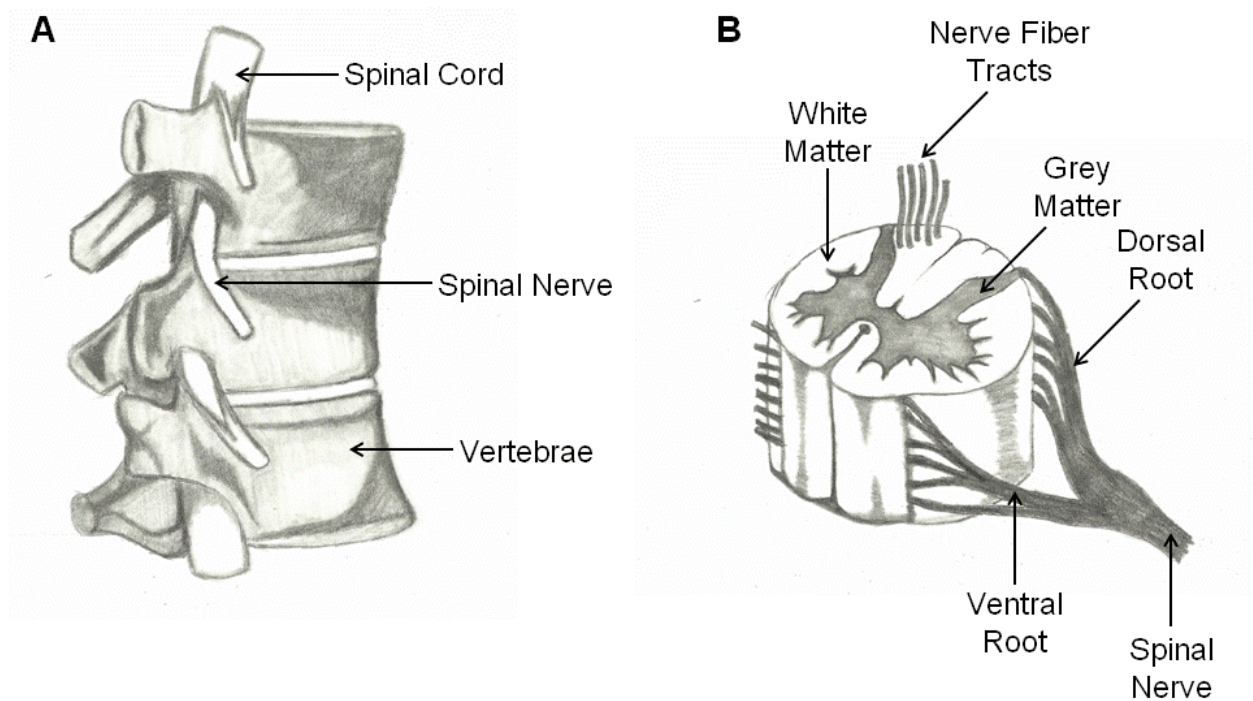 A
Spinal Cord
Spinal Nerve
Vertebrae
B
Nerve Fiber
Tracts
White
Matter
Grey
Matter
Dorsal
Root
Ventral
Root
Spinal
Nerve